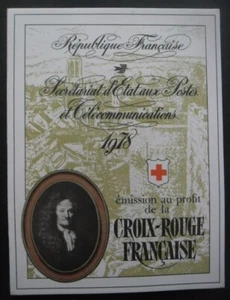 République Française
Secrétariat d'Etat aux Postes
et Télécommunications
1978
émission au profit
de la
CROIX-ROUGE
FRANÇAISE